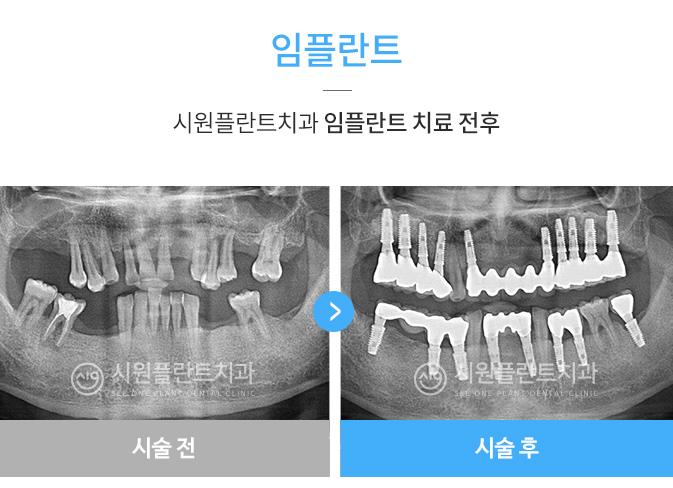 임플란트
시원플란트치과 임플란트 치료 전후
시원플란트치과
SEE ONE PLANT DENTAL CLINIC
시원플란트치과
SEE ONE PLANT DENTAL CLINIC
시술 전
시술 후